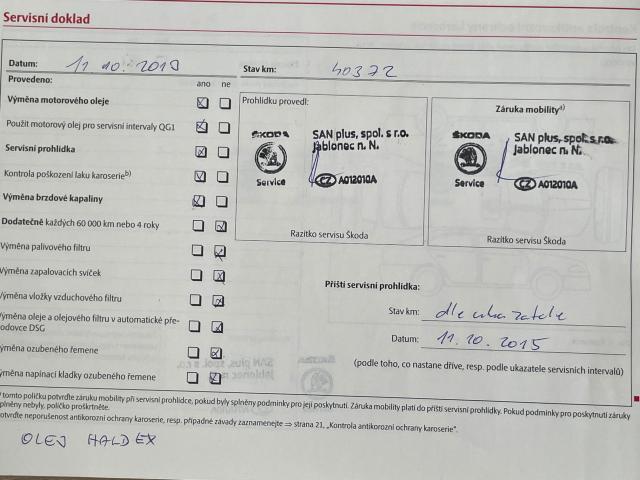 Servisní doklad
Datum: 11.10.2010 Stav km: 40372
Provedeno: ano ne
Výměna motorového oleje
Použit motorový olej pro servisní intervaly QG1
Servisní prohlídka
Kontrola poškození laku karoserieᵇ⁾
Výměna brzdové kapaliny
Dodatečně každých 60 000 km nebo 4 roky
Výměna palivového filtru
Výměna zapalovacích svíček
Výměna vložky vzduchového filtru
Výměna oleje a olejového filtru v automatické pře-
odovce DSG
ýměna ozubeného řemene
ýměna napínací kladky ozubeného řemene
Prohlídku provedl:
ŠKODA SAN plus, spol. s r.o.
Jablonec n. N.
Service CZ A012010A
Razítko servisu Škoda
Záruka mobilityᵃ⁾
ŠKODA SAN plus, spol. s r.o.
Jablonec n. N.
Service CZ A012010A
Razítko servisu Škoda
Příští servisní prohlídka:
Stav km: dle ukazatele
Datum: 11.10.2015
(podle toho, co nastane dříve, resp. podle ukazatele servisních intervalů)
tomto políčku potvrďte záruku mobility při servisní prohlídce, pokud byly splněny podmínky pro její poskytnutí. Záruka mobility platí do příští servisní prohlídky. Pokud podmínky pro poskytnutí záruky
plněny nebyly, políčko proškrtněte.
otvrďte neporušenost antikorozní ochrany karoserie, resp. případné závady zaznamenejte ⇒ strana 21, „Kontrola antikorozní ochrany karoserie“.
OLEJ HALDEX